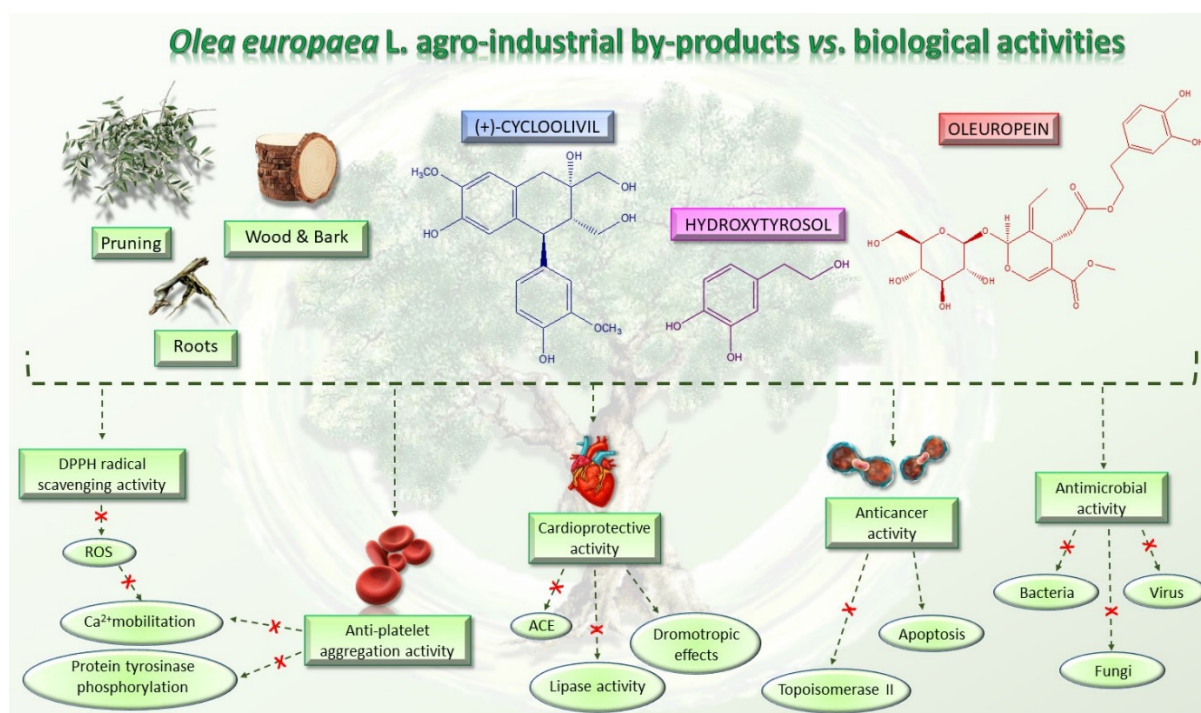 Olea europaea L. agro-industrial by-products vs. biological activities
Pruning
Wood & Bark
Roots
(+)-CYCLOOLIVIL
OH
H₃CO
OH
OH
HO
OCH₃
OH
HYDROXYTYROSOL
OH
HO
OH
OLEUROPEIN
OH
OH
O
O
H
HO
O
O
O
O
HO
OH
OH
O
O
DPPH radical
scavenging activity
ROS
Ca²⁺mobilitation
Protein tyrosinase
phosphorylation
Anti-platelet
aggregation activity
Cardioprotective
activity
ACE
Lipase activity
Dromotropic
effects
Anticancer
activity
Topoisomerase II
Apoptosis
Antimicrobial
activity
Bacteria
Fungi
Virus